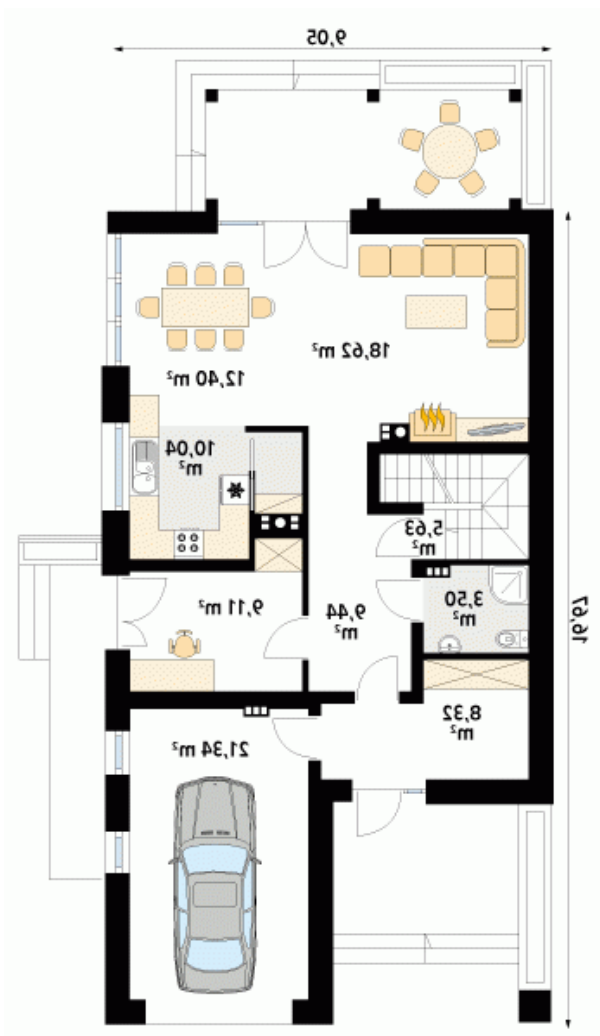 9,05
18,62 m²
12,40 m²
10,04
m²
5,63
m²
9,11 m²
9,44
m²
3,50
m²
16,97
8,32
m²
21,34 m²